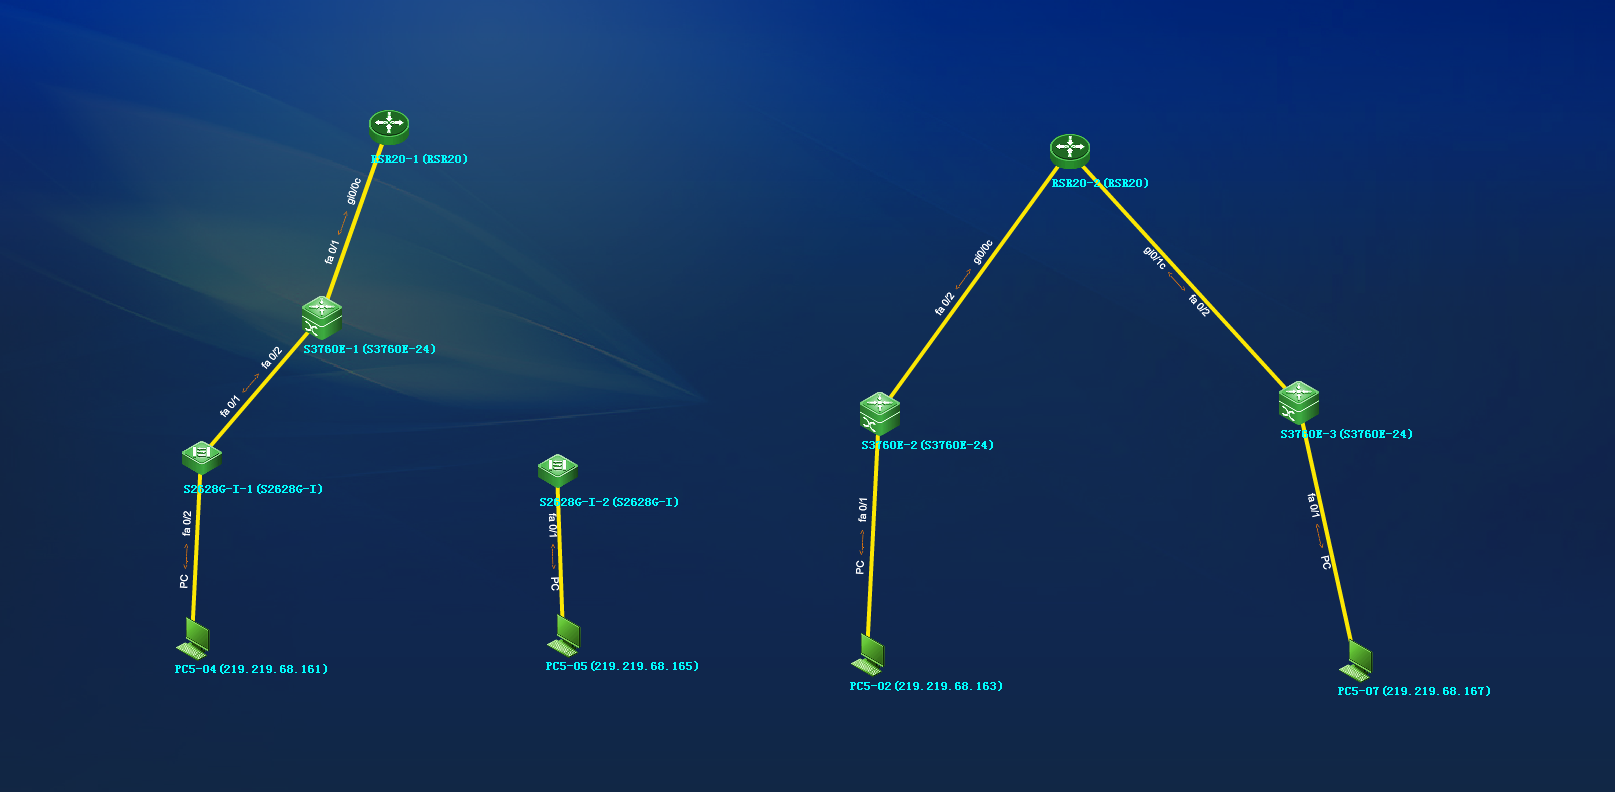 RSR20-1(RSR20)
RSR20-2(RSR20)
gi0/0c
fa 0/1
gi0/0c
fa 0/2
gi0/1c
fa 0/2
S3760E-1(S3760E-24)
fa 0/2
fa 0/1
S3760E-2(S3760E-24)
S3760E-3(S3760E-24)
S2628G-I-1(S2628G-I)
S2628G-I-2(S2628G-I)
fa 0/2
PC
fa 0/1
PC
fa 0/1
PC
fa 0/1
PC
PC5-04(219.219.68.161)
PC5-05(219.219.68.165)
PC5-02(219.219.68.163)
PC5-07(219.219.68.167)